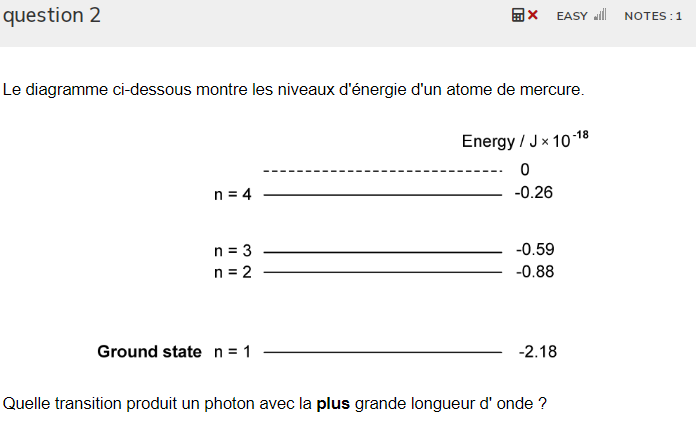 question 2
EASY
NOTES : 1
Le diagramme ci-dessous montre les niveaux d'énergie d'un atome de mercure.
Energy / J × 10-18
0
n = 4 -0.26
n = 3 -0.59
n = 2 -0.88
Ground state n = 1 -2.18
Quelle transition produit un photon avec la plus grande longueur d' onde ?